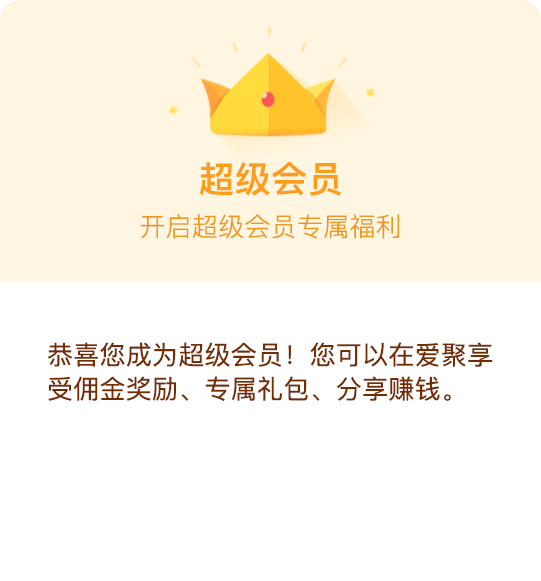 超级会员
开启超级会员专属福利
恭喜您成为超级会员！您可以在爱聚享
受佣金奖励、专属礼包、分享赚钱。